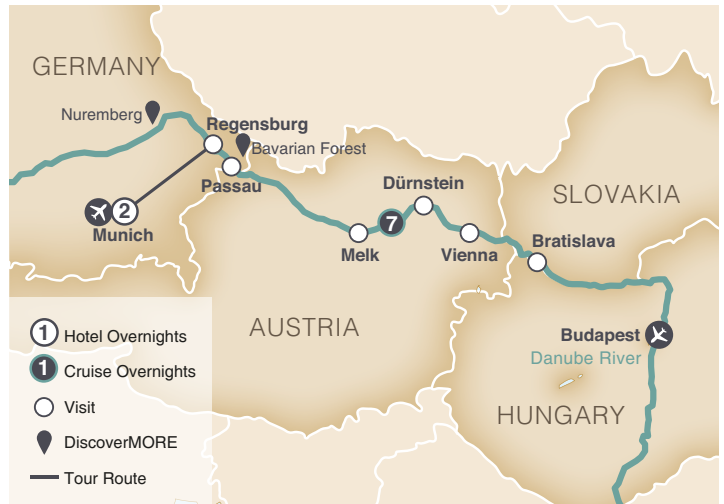 GERMANY
Nuremberg
Regensburg
Bavarian Forest
Passau
2
Munich
Dürnstein
7
Melk
Vienna
SLOVAKIA
Bratislava
AUSTRIA
Budapest
Danube River
HUNGARY
1 Hotel Overnights
1 Cruise Overnights
Visit
DiscoverMORE
Tour Route